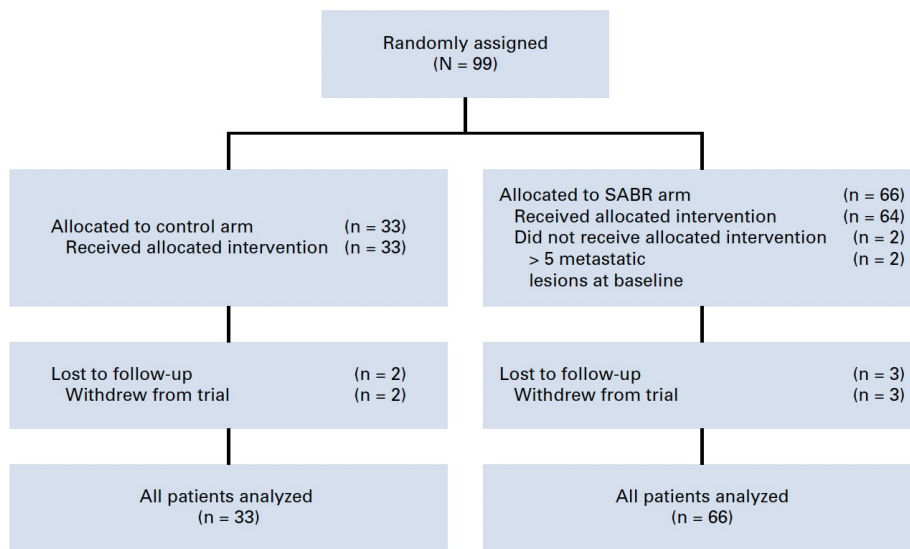 Randomly assigned
(N = 99)
Allocated to control arm (n = 33)
Received allocated intervention (n = 33)
Allocated to SABR arm (n = 66)
Received allocated intervention (n = 64)
Did not receive allocated intervention (n = 2)
> 5 metastatic (n = 2)
lesions at baseline
Lost to follow-up (n = 2)
Withdrew from trial (n = 2)
Lost to follow-up (n = 3)
Withdrew from trial (n = 3)
All patients analyzed
(n = 33)
All patients analyzed
(n = 66)